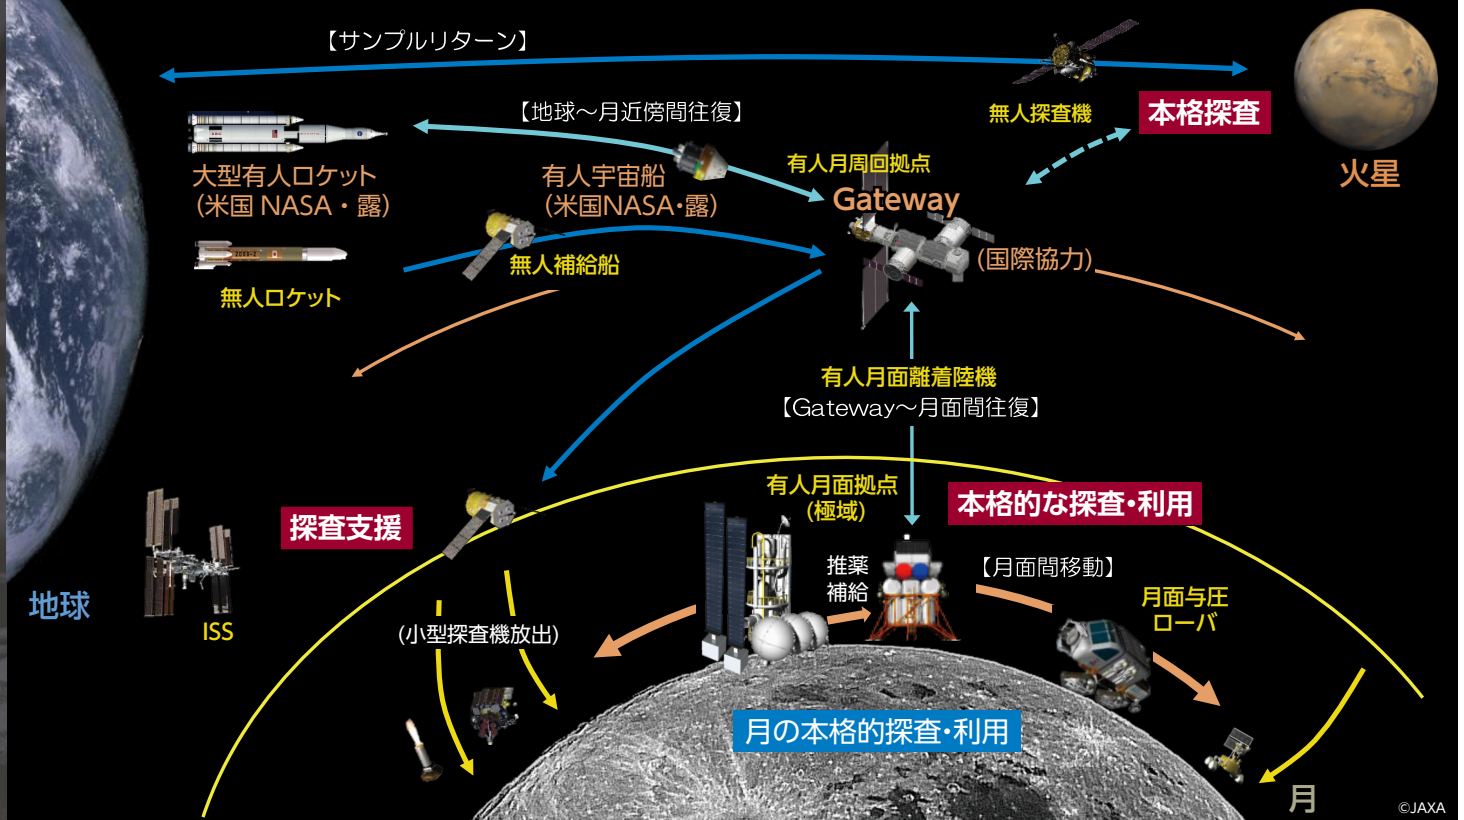 【サンプルリターン】
【地球～月近傍間往復】
無人探査機
本格探査
火星
大型有人ロケット
（米国 NASA・露）
有人宇宙船
（米国NASA・露）
有人月周回拠点
Gateway
(国際協力)
無人補給船
無人ロケット
有人月面離着陸機
【Gateway～月面間往復】
有人月面拠点
(極域)
本格的な探査・利用
探査支援
推薬
補給
【月面間移動】
月面与圧
ローバ
地球
ISS
(小型探査機放出)
月の本格的探査・利用
月
©JAXA